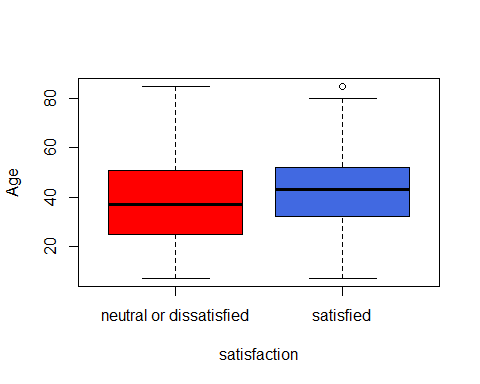 80
60
40
20
Age
neutral or dissatisfied
satisfied
satisfaction